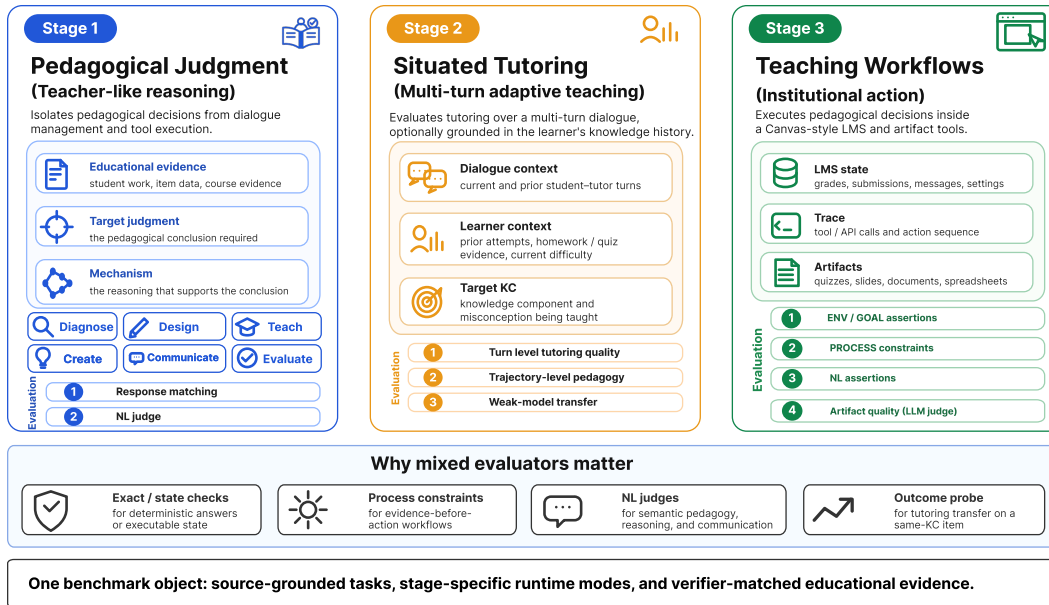 Stage 1
Pedagogical Judgment
(Teacher-like reasoning)
Isolates pedagogical decisions from dialogue
management and tool execution.
Educational evidence
student work, item data, course evidence
Target judgment
the pedagogical conclusion required
Mechanism
the reasoning that supports the conclusion
Diagnose
Design
Teach
Create
Communicate
Evaluate
Evaluation
1 Response matching
2 NL judge
Stage 2
Situated Tutoring
(Multi-turn adaptive teaching)
Evaluates tutoring over a multi-turn dialogue,
optionally grounded in the learner's knowledge history.
Dialogue context
current and prior student–tutor turns
Learner context
prior attempts, homework / quiz
evidence, current difficulty
Target KC
knowledge component and
misconception being taught
Evaluation
1 Turn level tutoring quality
2 Trajectory-level pedagogy
3 Weak-model transfer
Stage 3
Teaching Workflows
(Institutional action)
Executes pedagogical decisions inside
a Canvas-style LMS and artifact tools.
LMS state
grades, submissions, messages, settings
Trace
tool / API calls and action sequence
Artifacts
quizzes, slides, documents, spreadsheets
Evaluation
1 ENV / GOAL assertions
2 PROCESS constraints
3 NL assertions
4 Artifact quality (LLM judge)
Why mixed evaluators matter
Exact / state checks
for deterministic answers
or executable state
Process constraints
for evidence-before-
action workflows
NL judges
for semantic pedagogy,
reasoning, and communication
Outcome probe
for tutoring transfer on a
same-KC item
One benchmark object: source-grounded tasks, stage-specific runtime modes, and verifier-matched educational evidence.